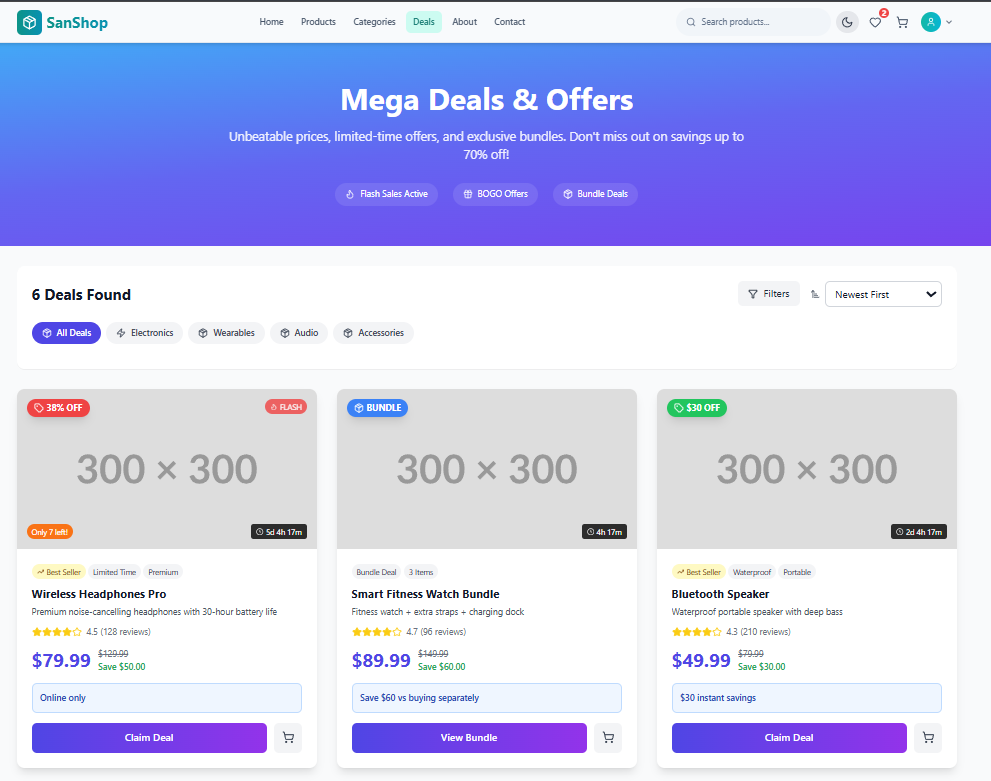 SanShop
Home Products Categories Deals About Contact
Search products...
2
Mega Deals & Offers
Unbeatable prices, limited-time offers, and exclusive bundles. Don't miss out on savings up to
70% off!
Flash Sales Active BOGO Offers Bundle Deals
6 Deals Found
Filters
Newest First
All Deals Electronics Wearables Audio Accessories
38% OFF
FLASH
300 × 300
Only 7 left!
5d 4h 17m
Best Seller Limited Time Premium
Wireless Headphones Pro
Premium noise-cancelling headphones with 30-hour battery life
4.5 (128 reviews)
$79.99
$129.99
Save $50.00
Online only
Claim Deal
BUNDLE
300 × 300
4h 17m
Bundle Deal 3 Items
Smart Fitness Watch Bundle
Fitness watch + extra straps + charging dock
4.7 (96 reviews)
$89.99
$149.99
Save $60.00
Save $60 vs buying separately
View Bundle
$30 OFF
300 × 300
2d 4h 17m
Best Seller Waterproof Portable
Bluetooth Speaker
Waterproof portable speaker with deep bass
4.3 (210 reviews)
$49.99
$79.99
Save $30.00
$30 instant savings
Claim Deal